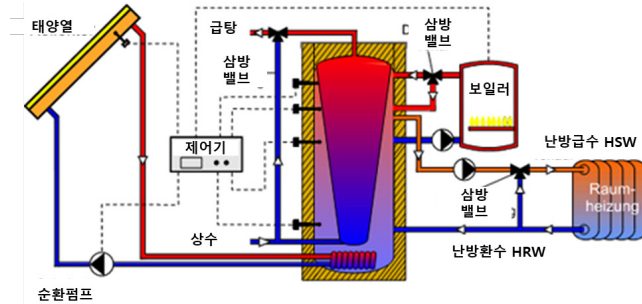 태양열
급탕
삼방
밸브
삼방
밸브
보일러
제어기
난방급수 HSW
삼방
밸브
Raum-
heizung
상수
난방환수 HRW
순환펌프